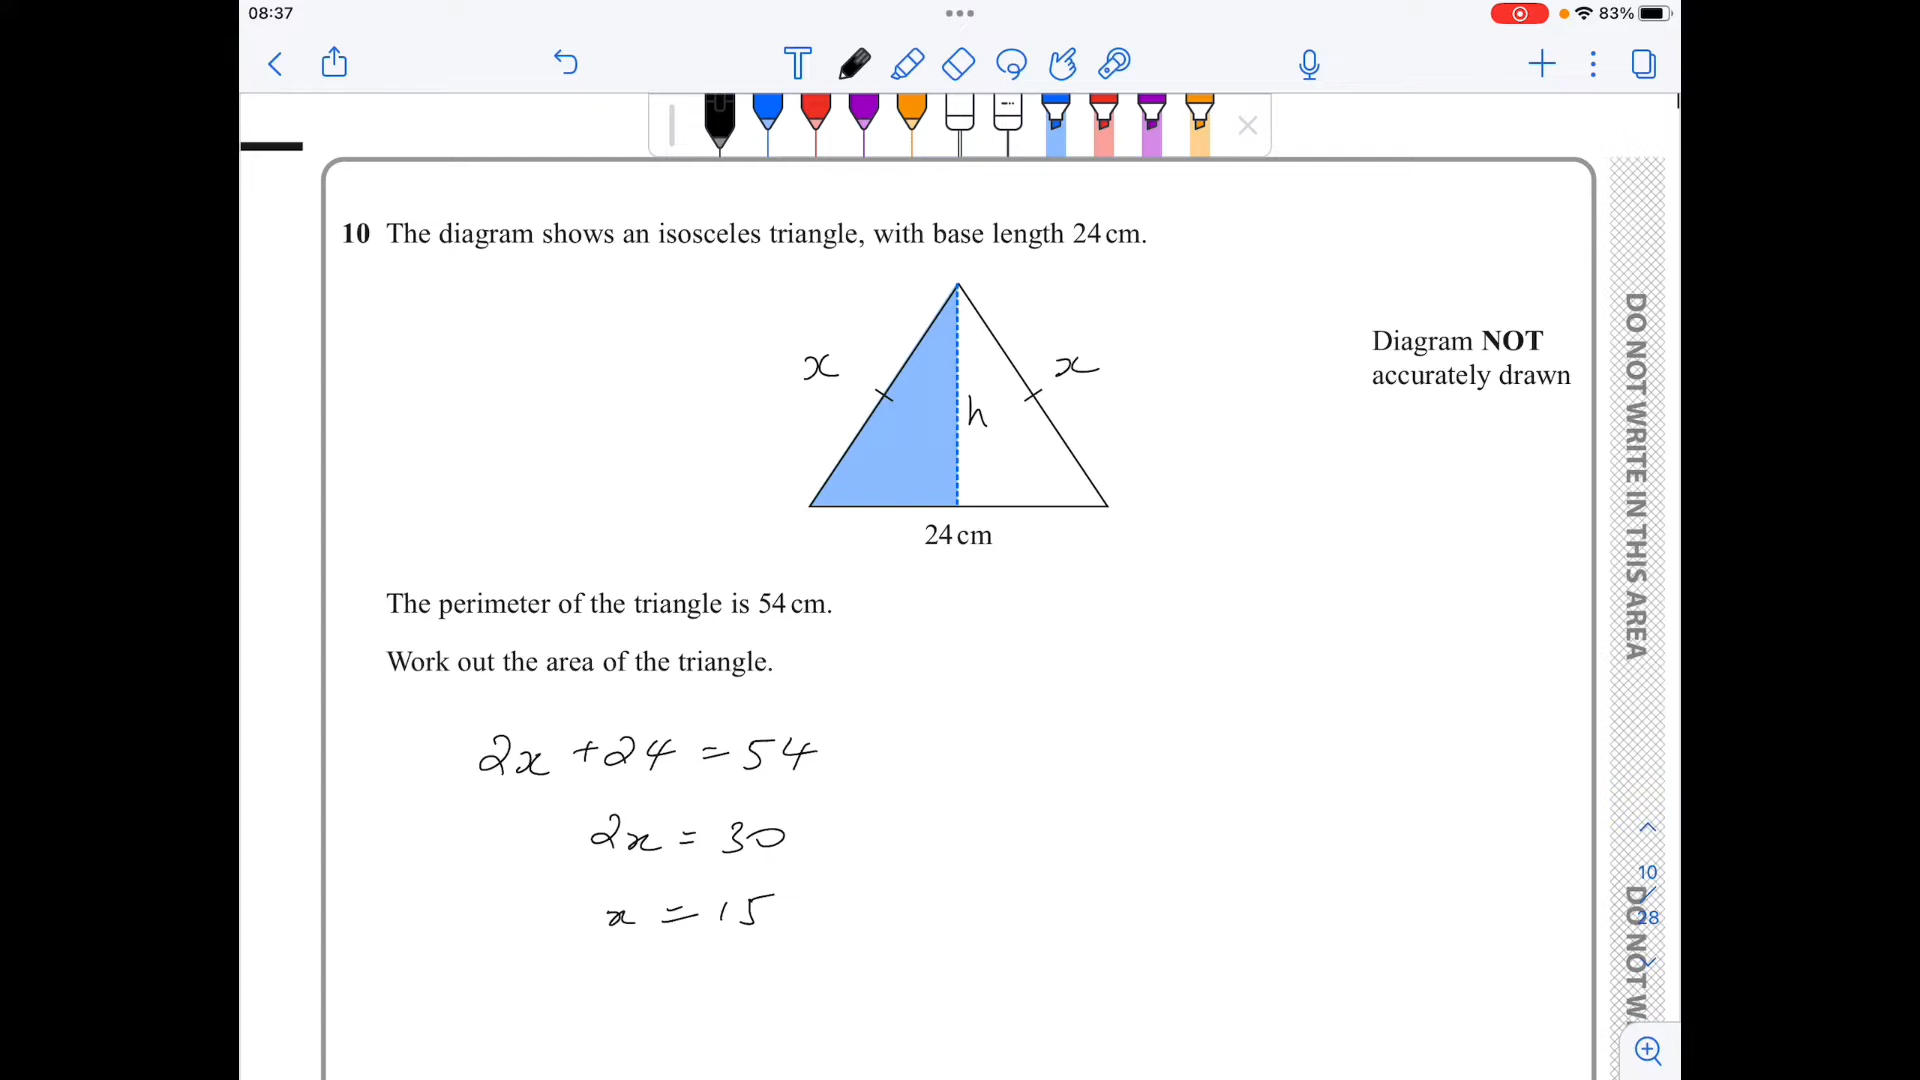 08:37
83%
T
10 The diagram shows an isosceles triangle, with base length 24 cm.
x
x
h
Diagram NOT
accurately drawn
24 cm
The perimeter of the triangle is 54 cm.
Work out the area of the triangle.
2x + 24 = 54
2x = 30
x = 15
DO NOT WRITE IN THIS AREA
10
/
28
DO NOT W